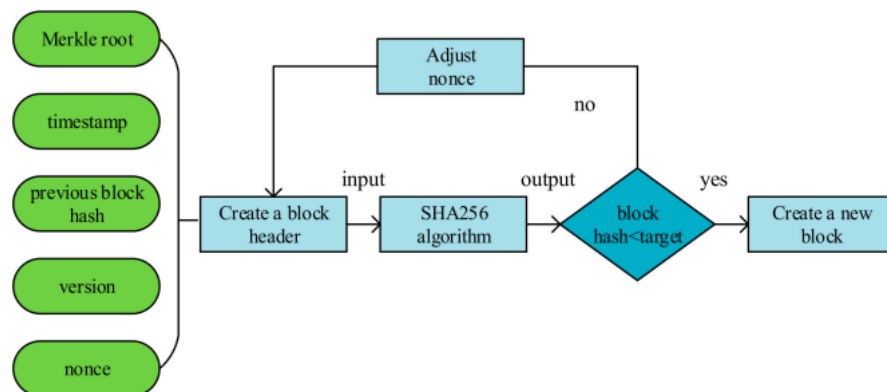 Merkle root
timestamp
previous block
hash
version
nonce
Adjust
nonce
no
Create a block
header
input
SHA256
algorithm
output
block
hash<target
yes
Create a new
block